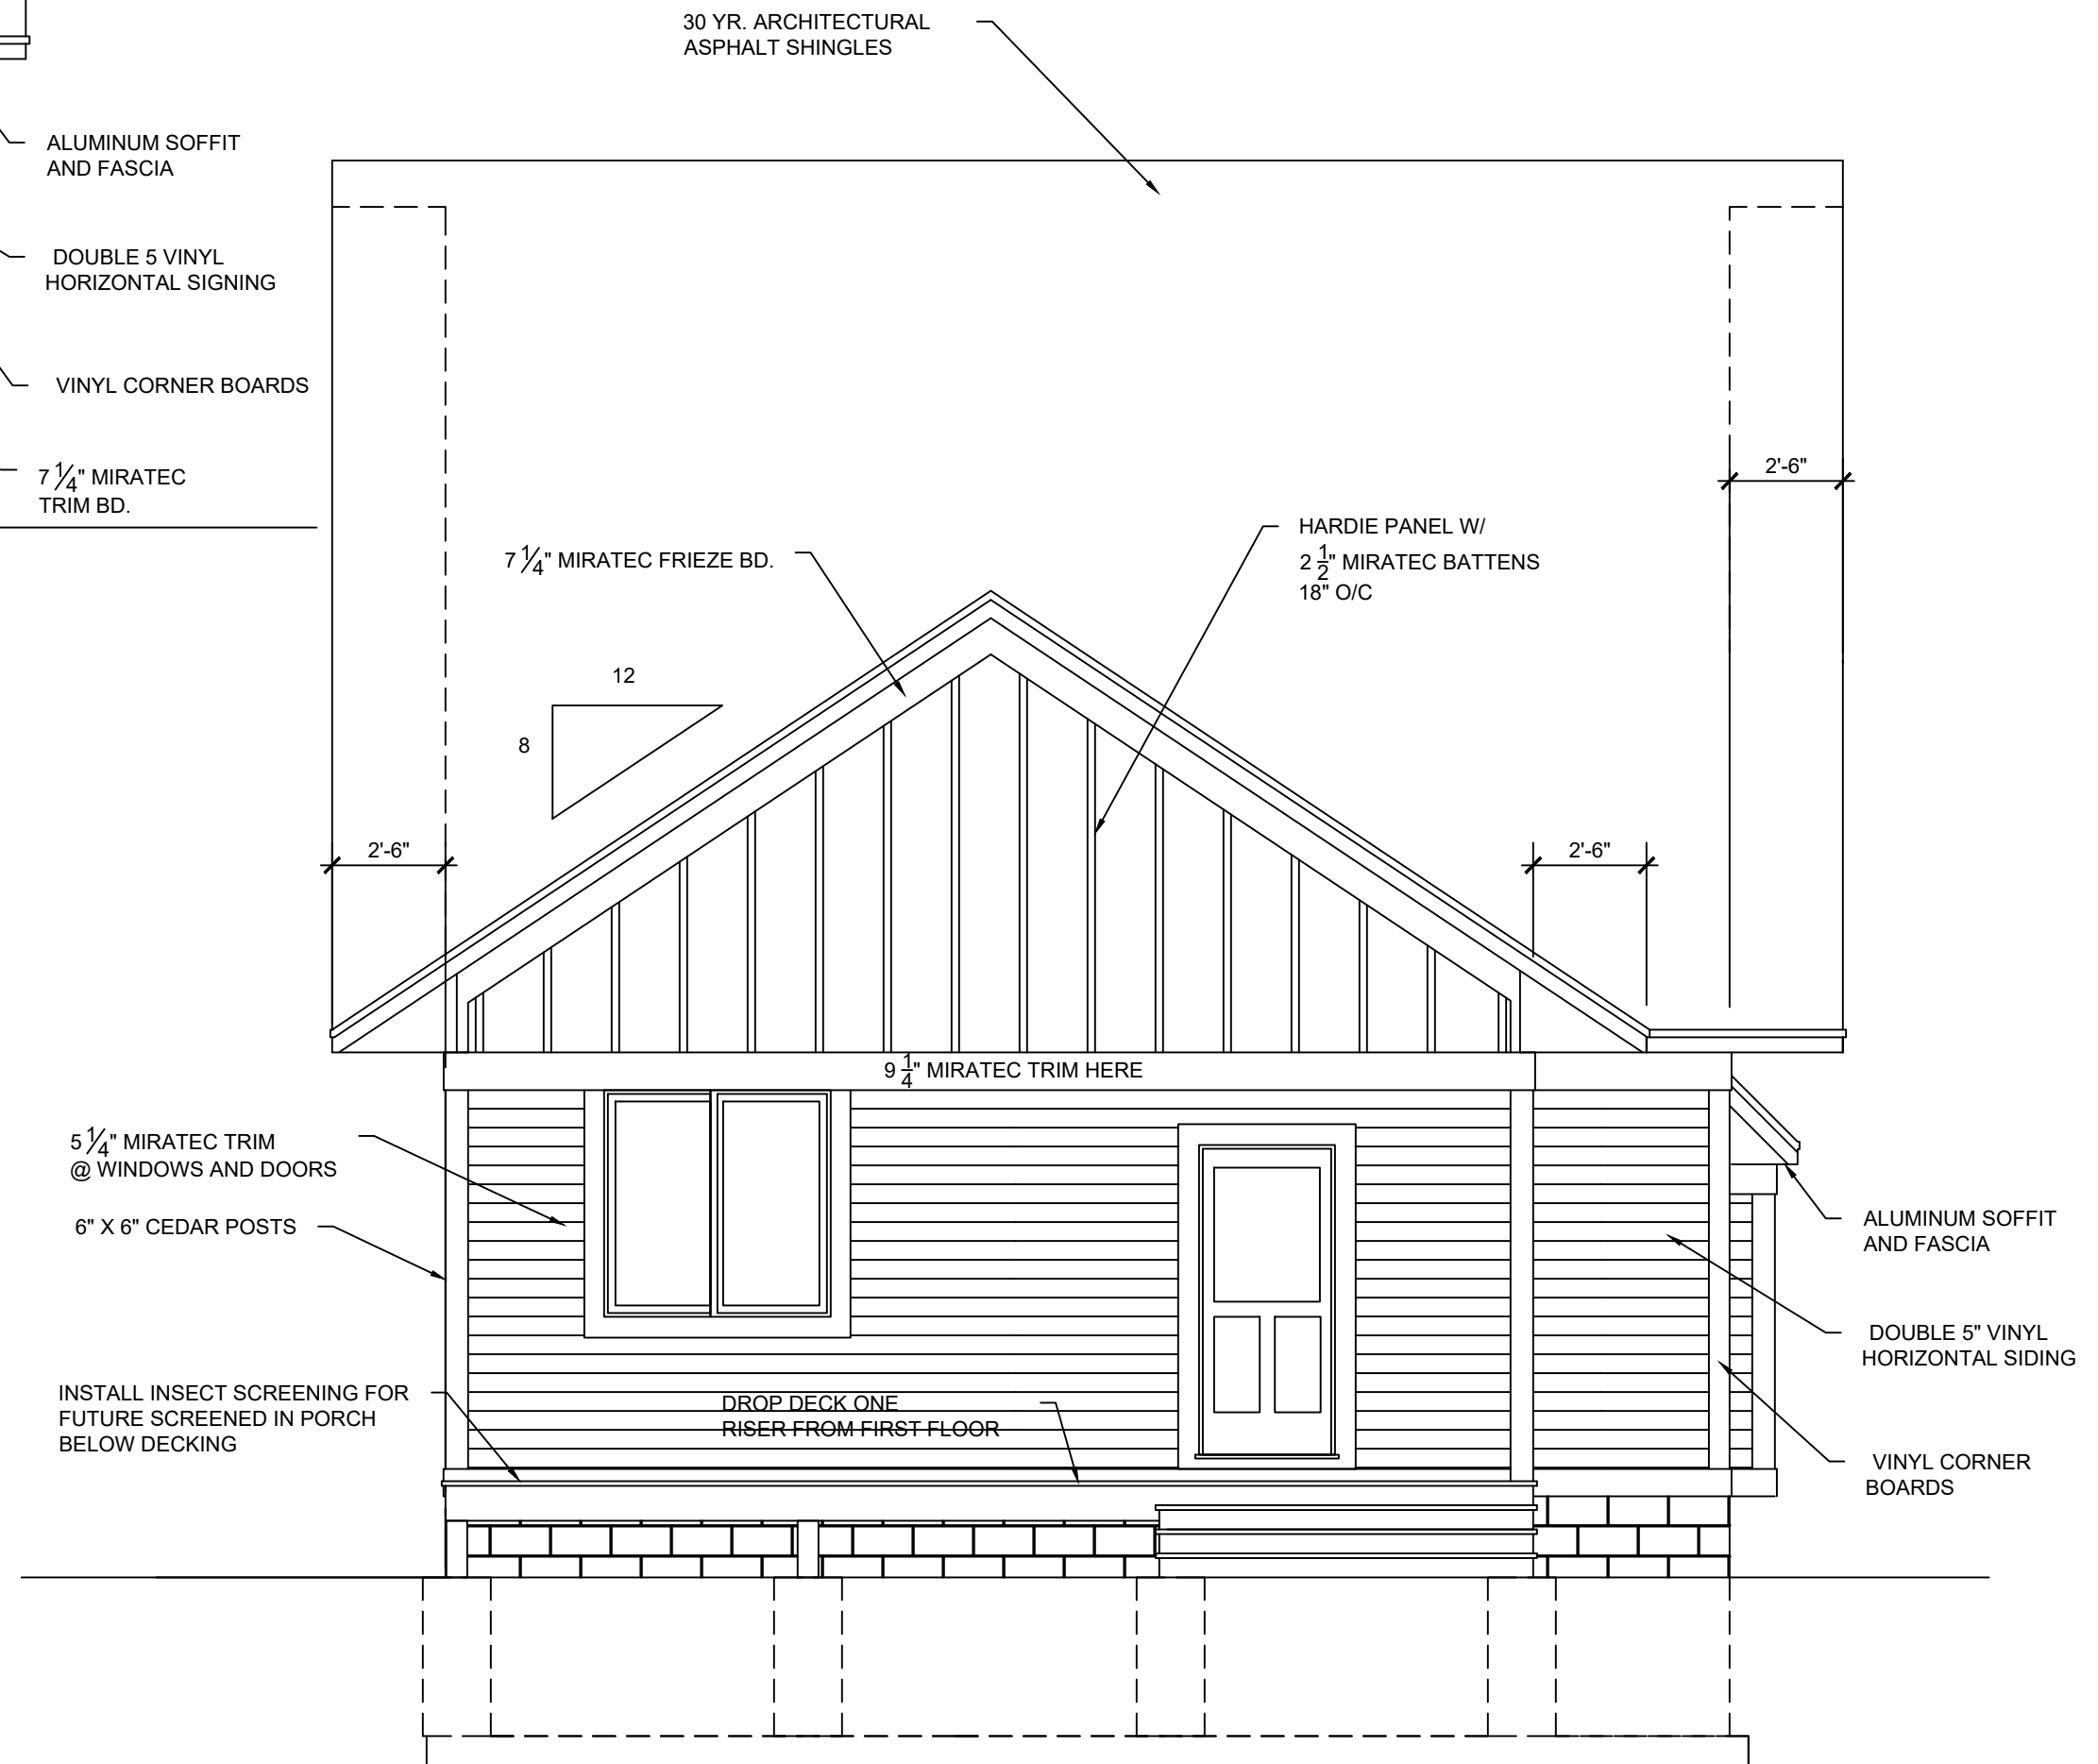 30 YR. ARCHITECTURAL
ASPHALT SHINGLES
ALUMINUM SOFFIT
AND FASCIA
DOUBLE 5 VINYL
HORIZONTAL SIGNING
VINYL CORNER BOARDS
7 1/4" MIRATEC
TRIM BD.
2'-6"
HARDIE PANEL W/
2 1/2" MIRATEC BATTENS
18" O/C
7 1/4" MIRATEC FRIEZE BD.
12
8
2'-6"
2'-6"
9 1/4" MIRATEC TRIM HERE
5 1/4" MIRATEC TRIM
@ WINDOWS AND DOORS
6" X 6" CEDAR POSTS
ALUMINUM SOFFIT
AND FASCIA
DOUBLE 5" VINYL
HORIZONTAL SIDING
INSTALL INSECT SCREENING FOR
FUTURE SCREENED IN PORCH
BELOW DECKING
DROP DECK ONE
RISER FROM FIRST FLOOR
VINYL CORNER
BOARDS